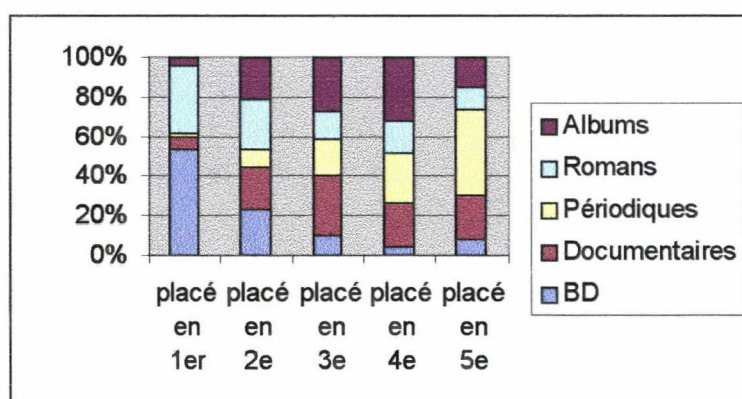 100%
80%
60%
40%
20%
0%
placé en 1er
placé en 2e
placé en 3e
placé en 4e
placé en 5e
Albums
Romans
Périodiques
Documentaires
BD